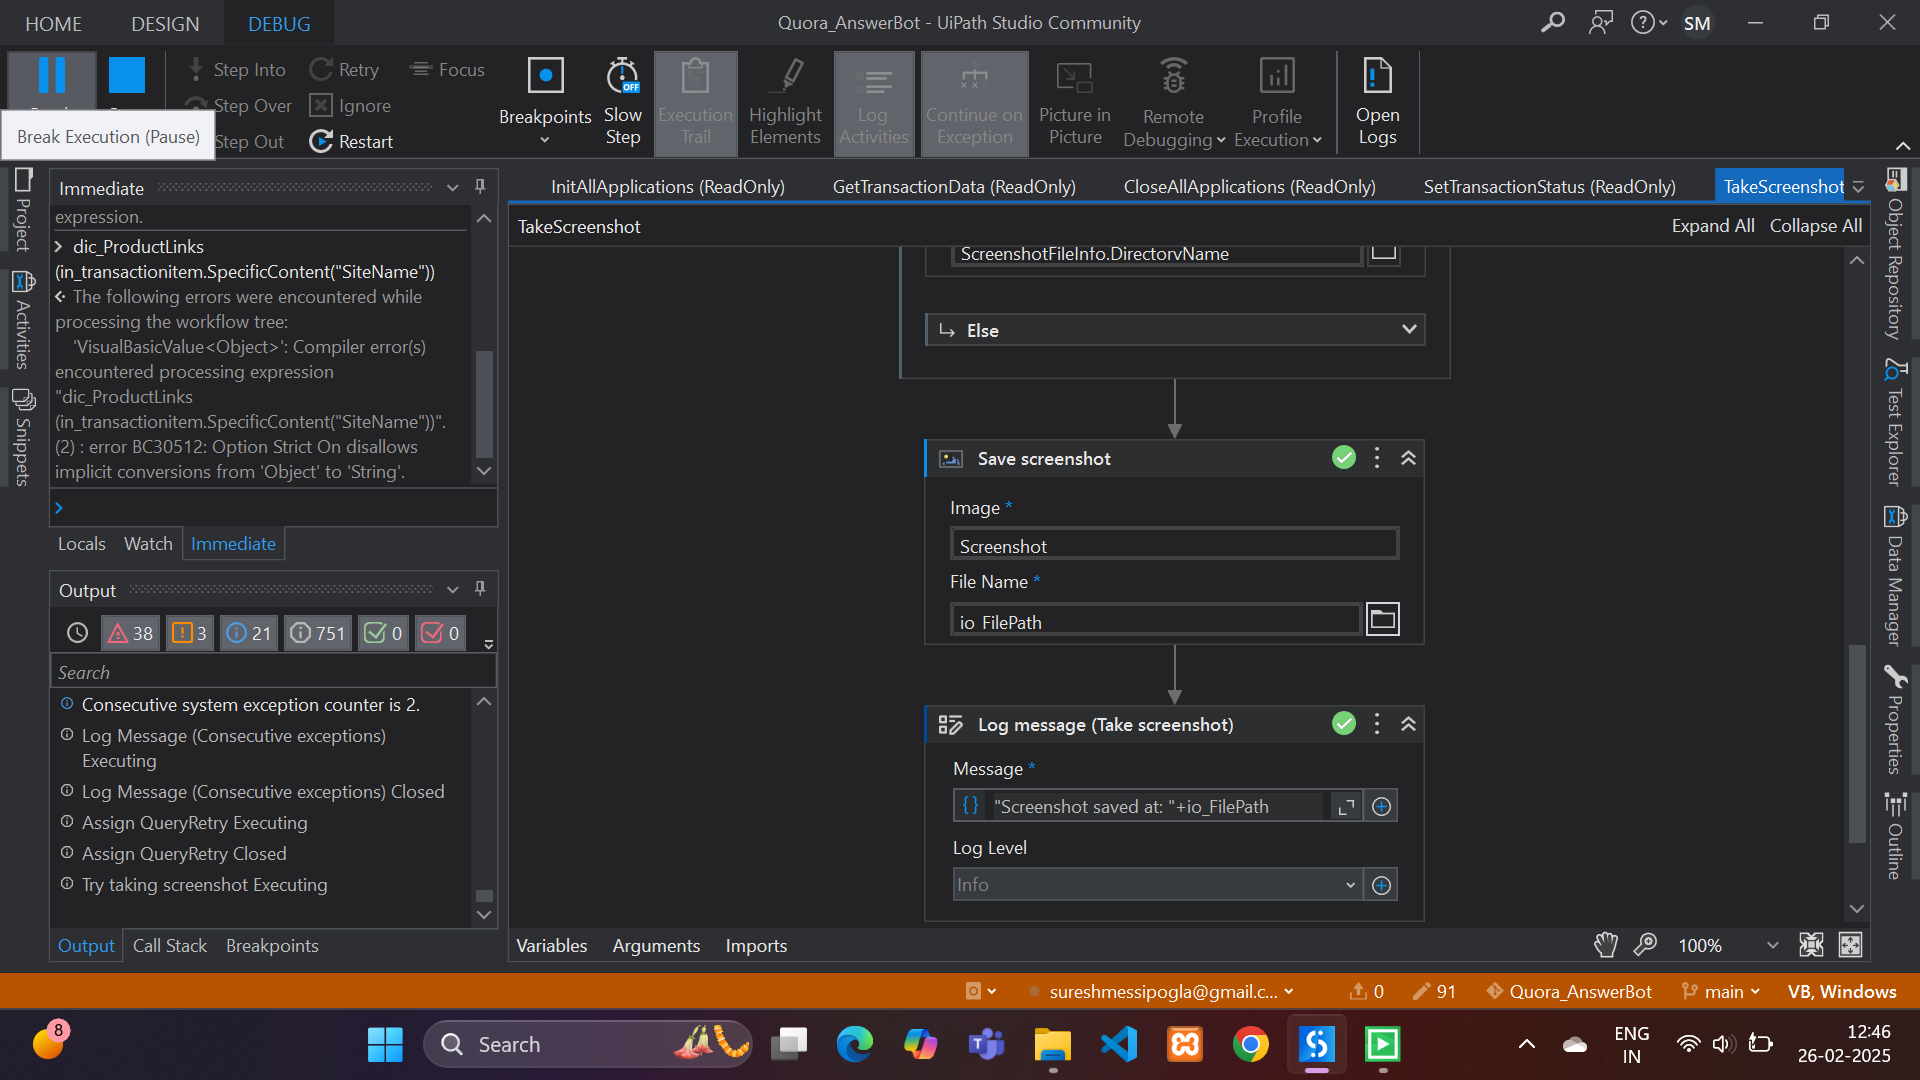 HOME DESIGN DEBUG
Quora_AnswerBot - UiPath Studio Community
SM
Step Into Retry Focus
Step Over Ignore
Step Out Restart
Break Execution (Pause)
Breakpoints
Slow Step
Execution Trail
Highlight Elements
Log Activities
Continue on Exception
Picture in Picture
Remote Debugging
Profile Execution
Open Logs
Project
Activities
Snippets
Immediate
expression.
dic_ProductLinks
(in_transactionitem.SpecificContent("SiteName"))
The following errors were encountered while
processing the workflow tree:
'VisualBasicValue<Object>': Compiler error(s)
encountered processing expression
"dic_ProductLinks
(in_transactionitem.SpecificContent("SiteName"))".
(2) : error BC30512: Option Strict On disallows
implicit conversions from 'Object' to 'String'.
Locals Watch Immediate
Output
38 3 21 751 0 0
Search
Consecutive system exception counter is 2.
Log Message (Consecutive exceptions)
Executing
Log Message (Consecutive exceptions) Closed
Assign QueryRetry Executing
Assign QueryRetry Closed
Try taking screenshot Executing
Output Call Stack Breakpoints
InitAllApplications (ReadOnly) GetTransactionData (ReadOnly) CloseAllApplications (ReadOnly) SetTransactionStatus (ReadOnly) TakeScreenshot
TakeScreenshot Expand All Collapse All
ScreenshotFileInfo.DirectoryName
Else
Save screenshot
Image *
Screenshot
File Name *
io_FilePath
Log message (Take screenshot)
Message *
"Screenshot saved at: "+io_FilePath
Log Level
Info
Variables Arguments Imports
100%
Object Repository
Test Explorer
Data Manager
Properties
Outline
sureshmessipogla@gmail.c... 0 91 Quora_AnswerBot main VB, Windows
8
Search
ENG
IN
12:46
26-02-2025